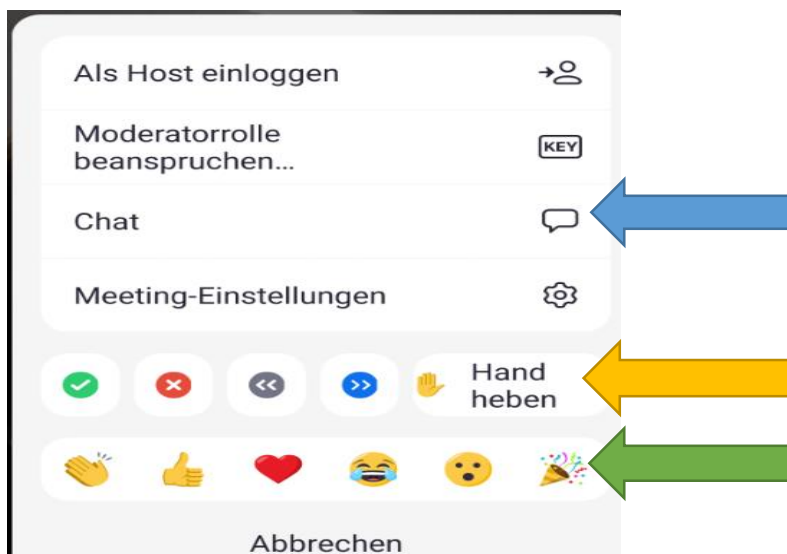 Als Host einloggen
Moderatorrolle
beanspruchen...
KEY
Chat
Meeting-Einstellungen
Hand
heben
Abbrechen